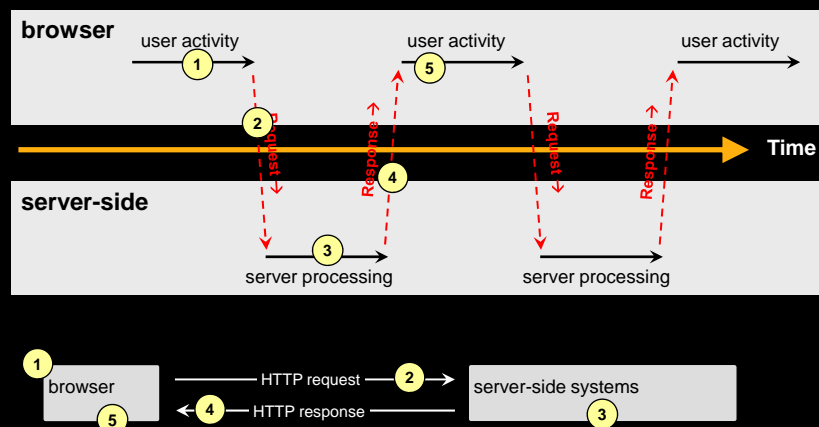 browser
user activity
user activity
user activity
1
5
2
Request →
Response →
Request →
Response →
Time
4
server-side
3
server processing
server processing
1
browser
HTTP request
2
server-side systems
4
HTTP response
5
3